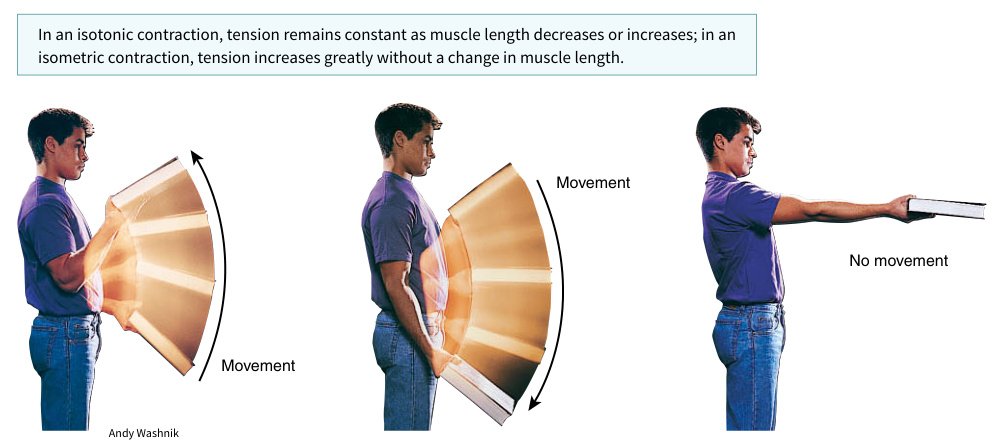 In an isotonic contraction, tension remains constant as muscle length decreases or increases; in an
isometric contraction, tension increases greatly without a change in muscle length.
Movement
Movement
No movement
Andy Washnik